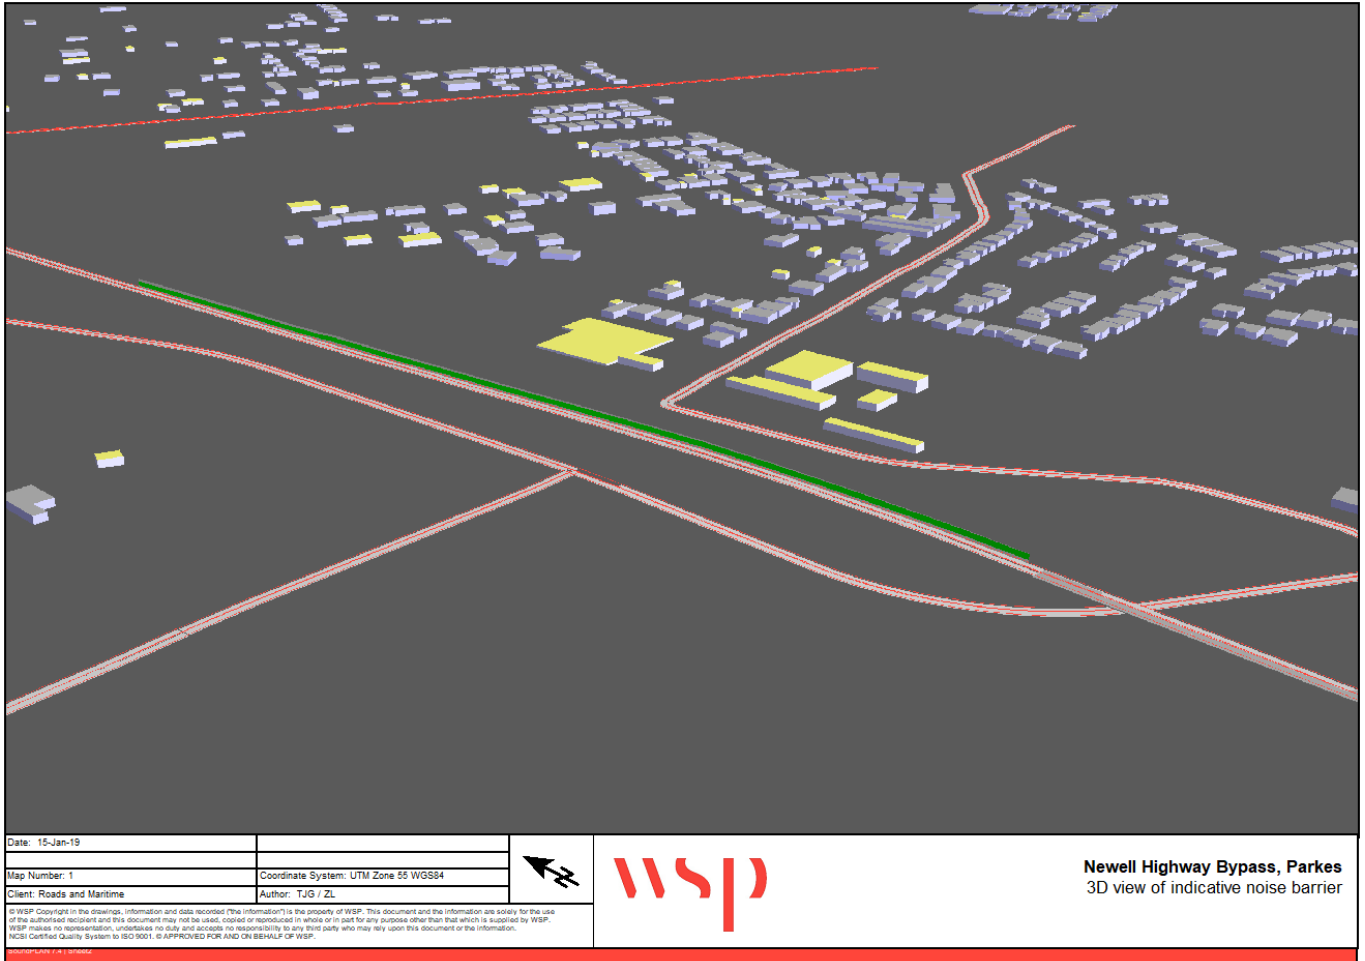 Date: 15-Jan-19
Map Number: 1
Coordinate System: UTM Zone 55 WGS84
Client: Roads and Maritime
Author: TJG / ZL
© WSP Copyright in the drawings, information and data recorded ("the information") is the property of WSP. This document and the information are solely for the use
of the authorised recipient and this document may not be used, copied or reproduced in whole or in part for any purpose other than that which is supplied by WSP.
WSP makes no representation, undertakes no duty and accepts no responsibility to any third party who may rely upon this document or the information.
NCSI Certified Quality System to ISO 9001. © APPROVED FOR AND ON BEHALF OF WSP.
N
wsp
Newell Highway Bypass, Parkes
3D view of indicative noise barrier